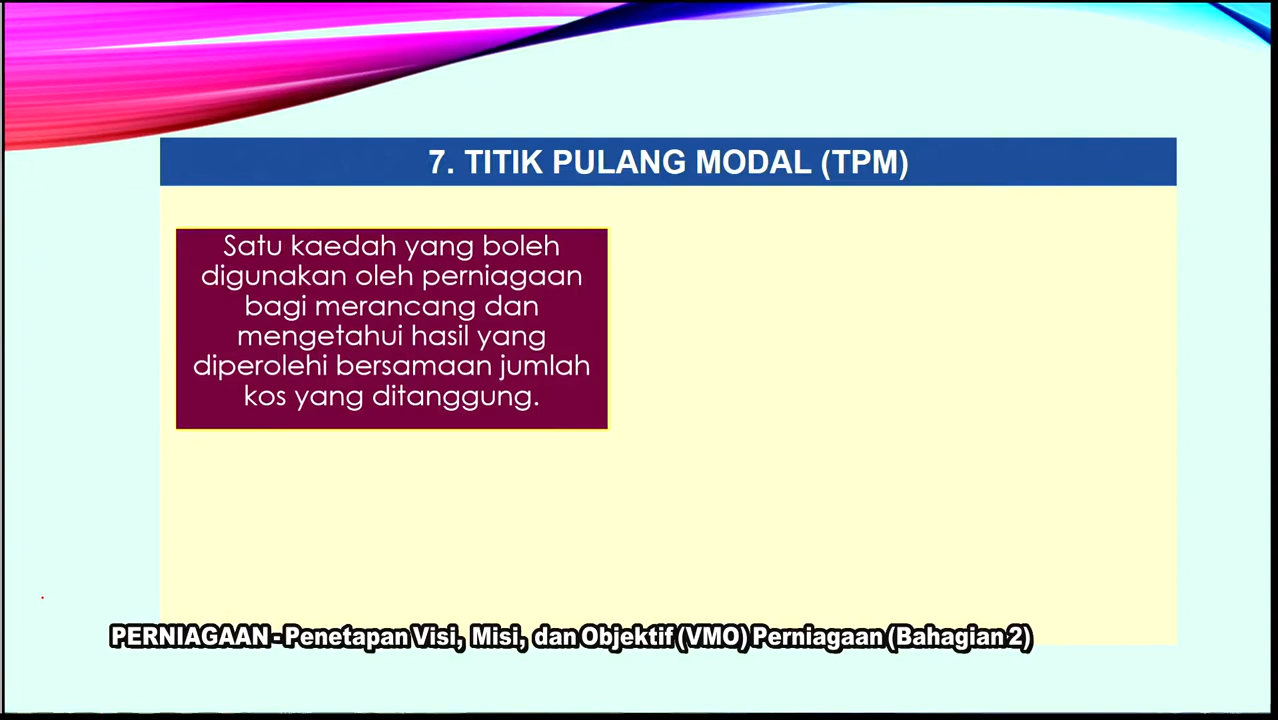 7. TITIK PULANG MODAL (TPM)
Satu kaedah yang boleh
digunakan oleh perniagaan
bagi merancang dan
mengetahui hasil yang
diperolehi bersamaan jumlah
kos yang ditanggung.
PERNIAGAAN - Penetapan Visi, Misi, dan Objektif (VMO) Perniagaan (Bahagian 2)